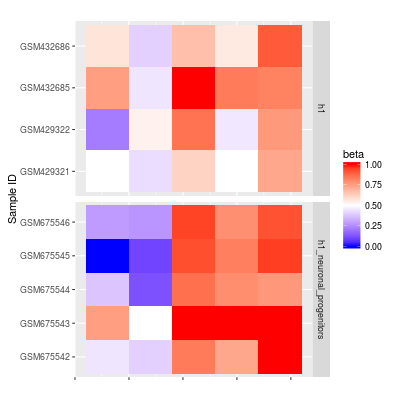 GSM432686
GSM432685
GSM429322
GSM429321
h1
GSM675546
GSM675545
GSM675544
GSM675543
GSM675542
h1_neuronal_progenitors
Sample ID
beta
1.00
0.75
0.50
0.25
0.00